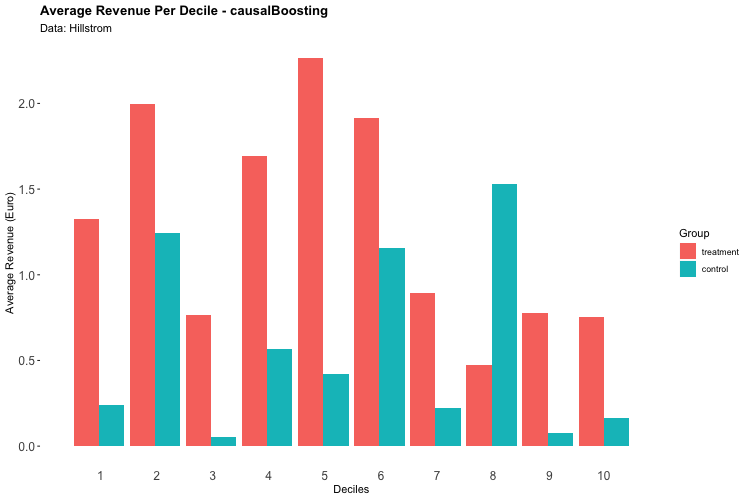 Average Revenue Per Decile - causalBoosting
Data: Hillstrom
Average Revenue (Euro)
2.0
1.5
1.0
0.5
0.0
1 2 3 4 5 6 7 8 9 10
Deciles
Group
treatment
control